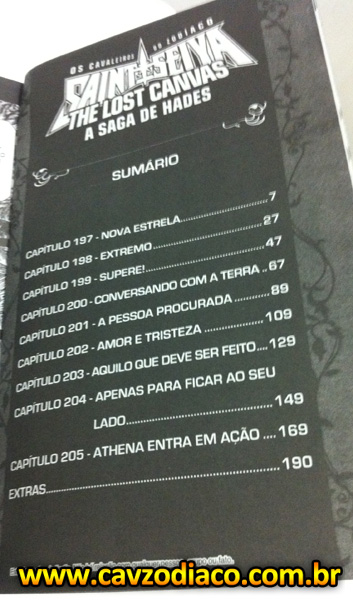 OS CAVALEIROS DO ZODÍACO
SAINT SEIYA
THE LOST CANVAS
A SAGA DE HADES
SUMÁRIO
CAPÍTULO 197 - NOVA ESTRELA..............................7
CAPÍTULO 198 - EXTREMO..............................27
CAPÍTULO 199 - SUPERE!..............................47
CAPÍTULO 200 - CONVERSANDO COM A TERRA ..67
CAPÍTULO 201 - A PESSOA PROCURADA ..........89
CAPÍTULO 202 - AMOR E TRISTEZA ................109
CAPÍTULO 203 - AQUILO QUE DEVE SER FEITO....129
CAPÍTULO 204 - APENAS PARA FICAR AO SEU
LADO..........................................149
CAPÍTULO 205 - ATHENA ENTRA EM AÇÃO ....169
EXTRAS..............................................................190
www.cavzodiaco.com.br